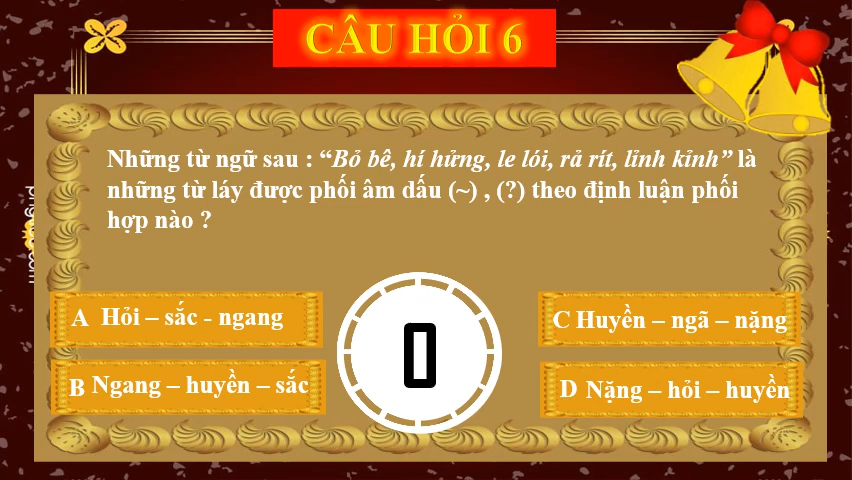 CÂU HỎI 6
Những từ ngữ sau : “Bỏ bê, hí hửng, le lói, rả rít, lỉnh kỉnh” là
những từ láy được phối âm dấu (~) , (?) theo định luận phối
hợp nào ?
A Hỏi – sắc - ngang
B Ngang – huyền – sắc
0
C Huyền – ngã – nặng
D Nặng – hỏi – huyền